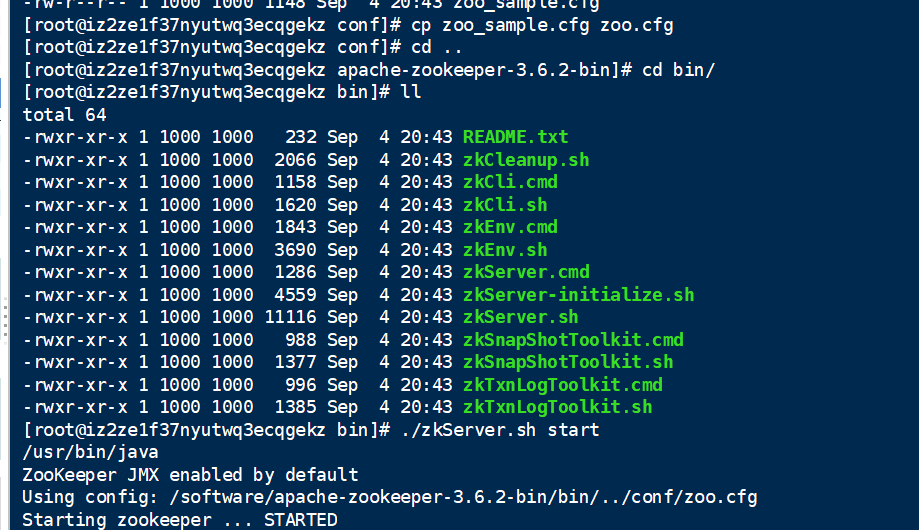 -rw-r--r-- 1 1000 1000 1148 Sep  4 20:43 zoo_sample.cfg
[root@iz2ze1f37nyutwq3ecqgekz conf]# cp zoo_sample.cfg zoo.cfg
[root@iz2ze1f37nyutwq3ecqgekz conf]# cd ..
[root@iz2ze1f37nyutwq3ecqgekz apache-zookeeper-3.6.2-bin]# cd bin/
[root@iz2ze1f37nyutwq3ecqgekz bin]# ll
total 64
-rwxr-xr-x 1 1000 1000   232 Sep  4 20:43 README.txt
-rwxr-xr-x 1 1000 1000  2066 Sep  4 20:43 zkCleanup.sh
-rwxr-xr-x 1 1000 1000  1158 Sep  4 20:43 zkCli.cmd
-rwxr-xr-x 1 1000 1000  1620 Sep  4 20:43 zkCli.sh
-rwxr-xr-x 1 1000 1000  1843 Sep  4 20:43 zkEnv.cmd
-rwxr-xr-x 1 1000 1000  3690 Sep  4 20:43 zkEnv.sh
-rwxr-xr-x 1 1000 1000  1286 Sep  4 20:43 zkServer.cmd
-rwxr-xr-x 1 1000 1000  4559 Sep  4 20:43 zkServer-initialize.sh
-rwxr-xr-x 1 1000 1000 11116 Sep  4 20:43 zkServer.sh
-rwxr-xr-x 1 1000 1000   988 Sep  4 20:43 zkSnapShotToolkit.cmd
-rwxr-xr-x 1 1000 1000  1377 Sep  4 20:43 zkSnapShotToolkit.sh
-rwxr-xr-x 1 1000 1000   996 Sep  4 20:43 zkTxnLogToolkit.cmd
-rwxr-xr-x 1 1000 1000  1385 Sep  4 20:43 zkTxnLogToolkit.sh
[root@iz2ze1f37nyutwq3ecqgekz bin]# ./zkServer.sh start
/usr/bin/java
ZooKeeper JMX enabled by default
Using config: /software/apache-zookeeper-3.6.2-bin/bin/../conf/zoo.cfg
Starting zookeeper ... STARTED